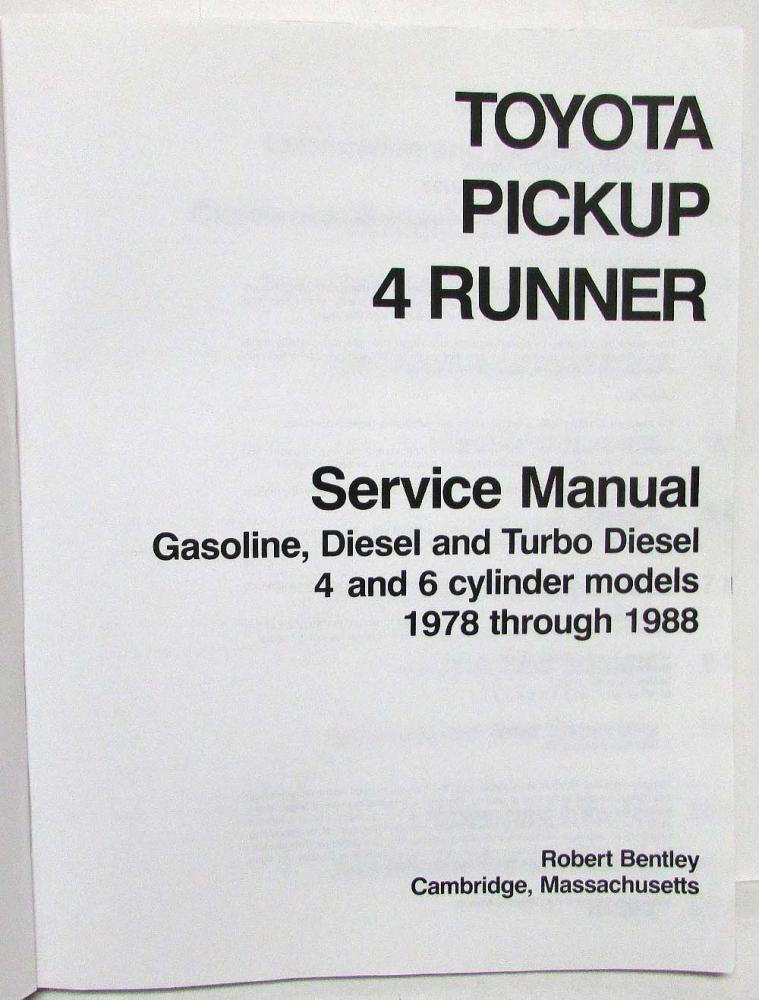 TOYOTA
PICKUP
4 RUNNER
Service Manual
Gasoline, Diesel and Turbo Diesel
4 and 6 cylinder models
1978 through 1988
Robert Bentley
Cambridge, Massachusetts